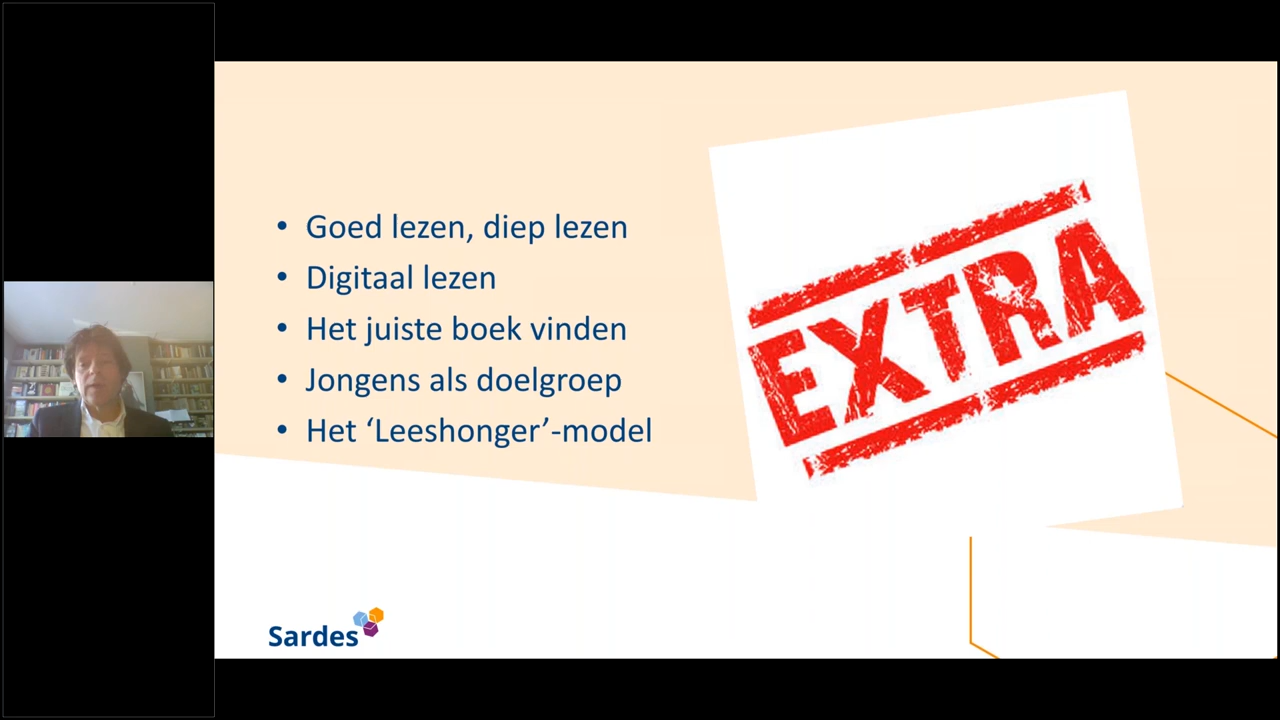 Goed lezen, diep lezen
Digitaal lezen
Het juiste boek vinden
Jongens als doelgroep
Het ‘Leeshonger’-model
EXTRA
Sardes